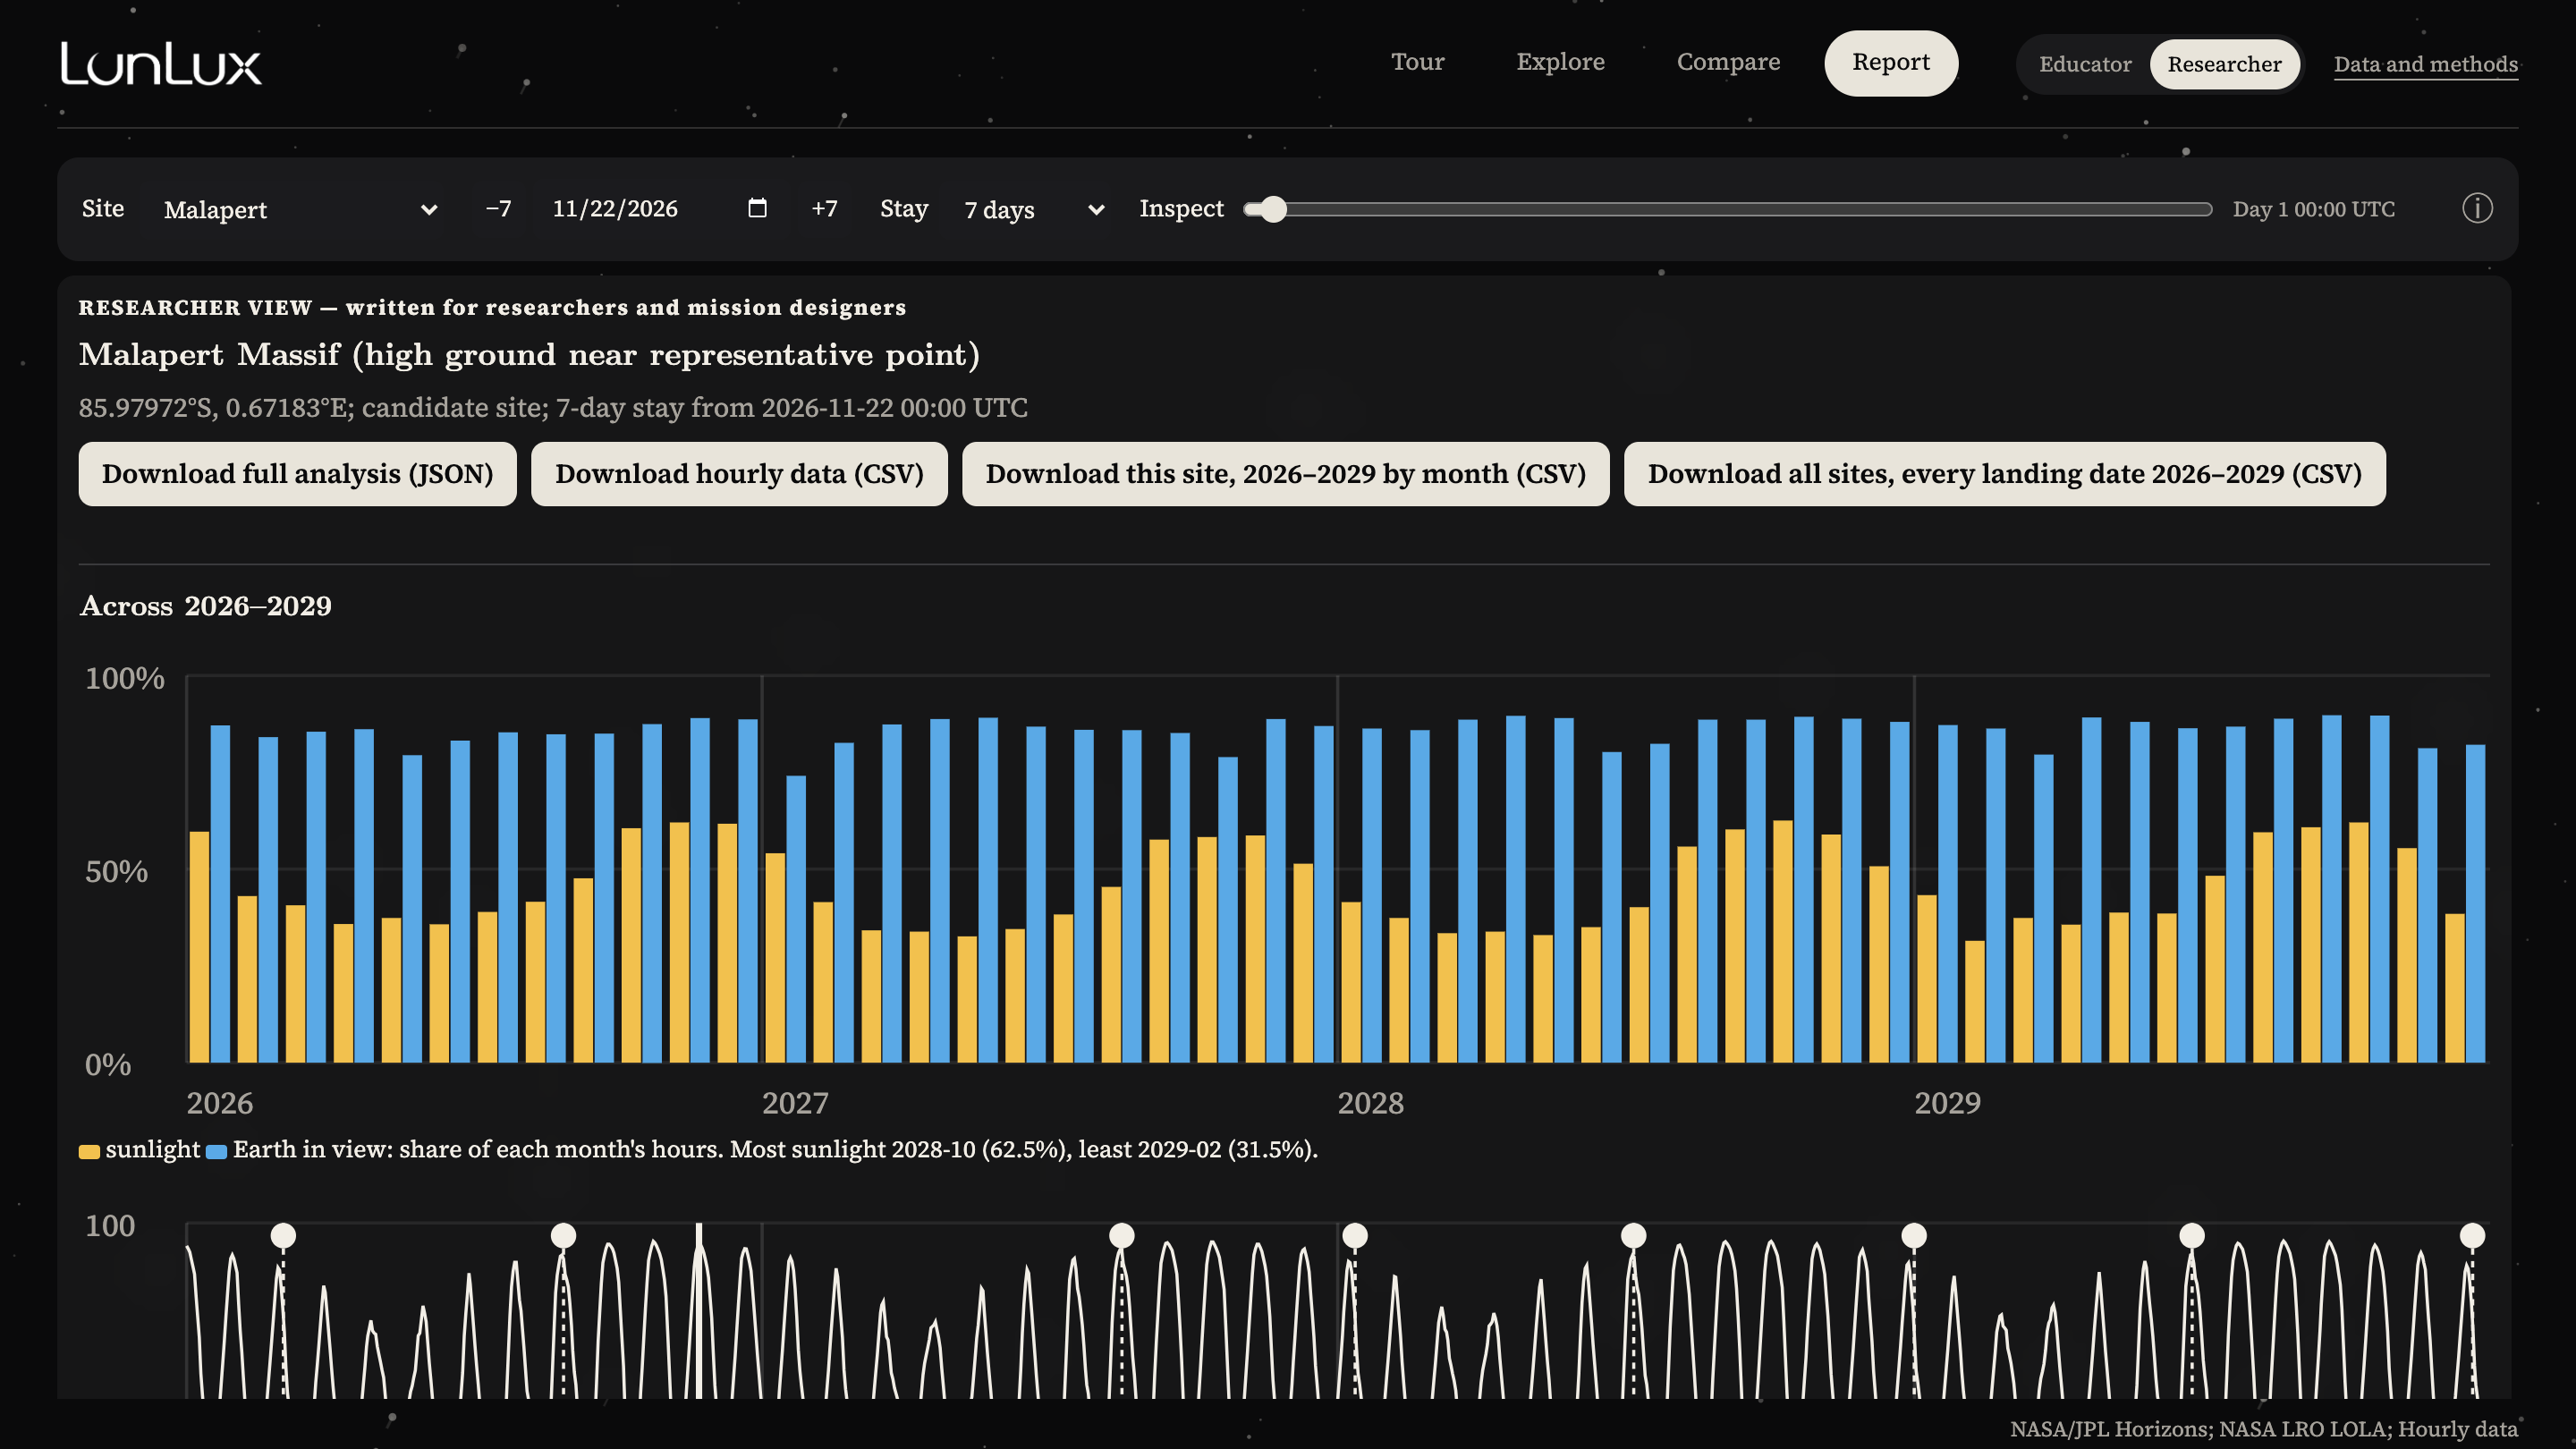 LunLux
Tour Explore Compare Report Educator Researcher Data and methods
Site Malapert −7 11/22/2026 +7 Stay 7 days Inspect Day 1 00:00 UTC
RESEARCHER VIEW — written for researchers and mission designers
Malapert Massif (high ground near representative point)
85.97972°S, 0.67183°E; candidate site; 7-day stay from 2026-11-22 00:00 UTC
Download full analysis (JSON) Download hourly data (CSV) Download this site, 2026–2029 by month (CSV) Download all sites, every landing date 2026–2029 (CSV)
Across 2026–2029
100%
50%
0%
2026 2027 2028 2029
sunlight Earth in view: share of each month's hours. Most sunlight 2028-10 (62.5%), least 2029-02 (31.5%).
100
NASA/JPL Horizons; NASA LRO LOLA; Hourly data